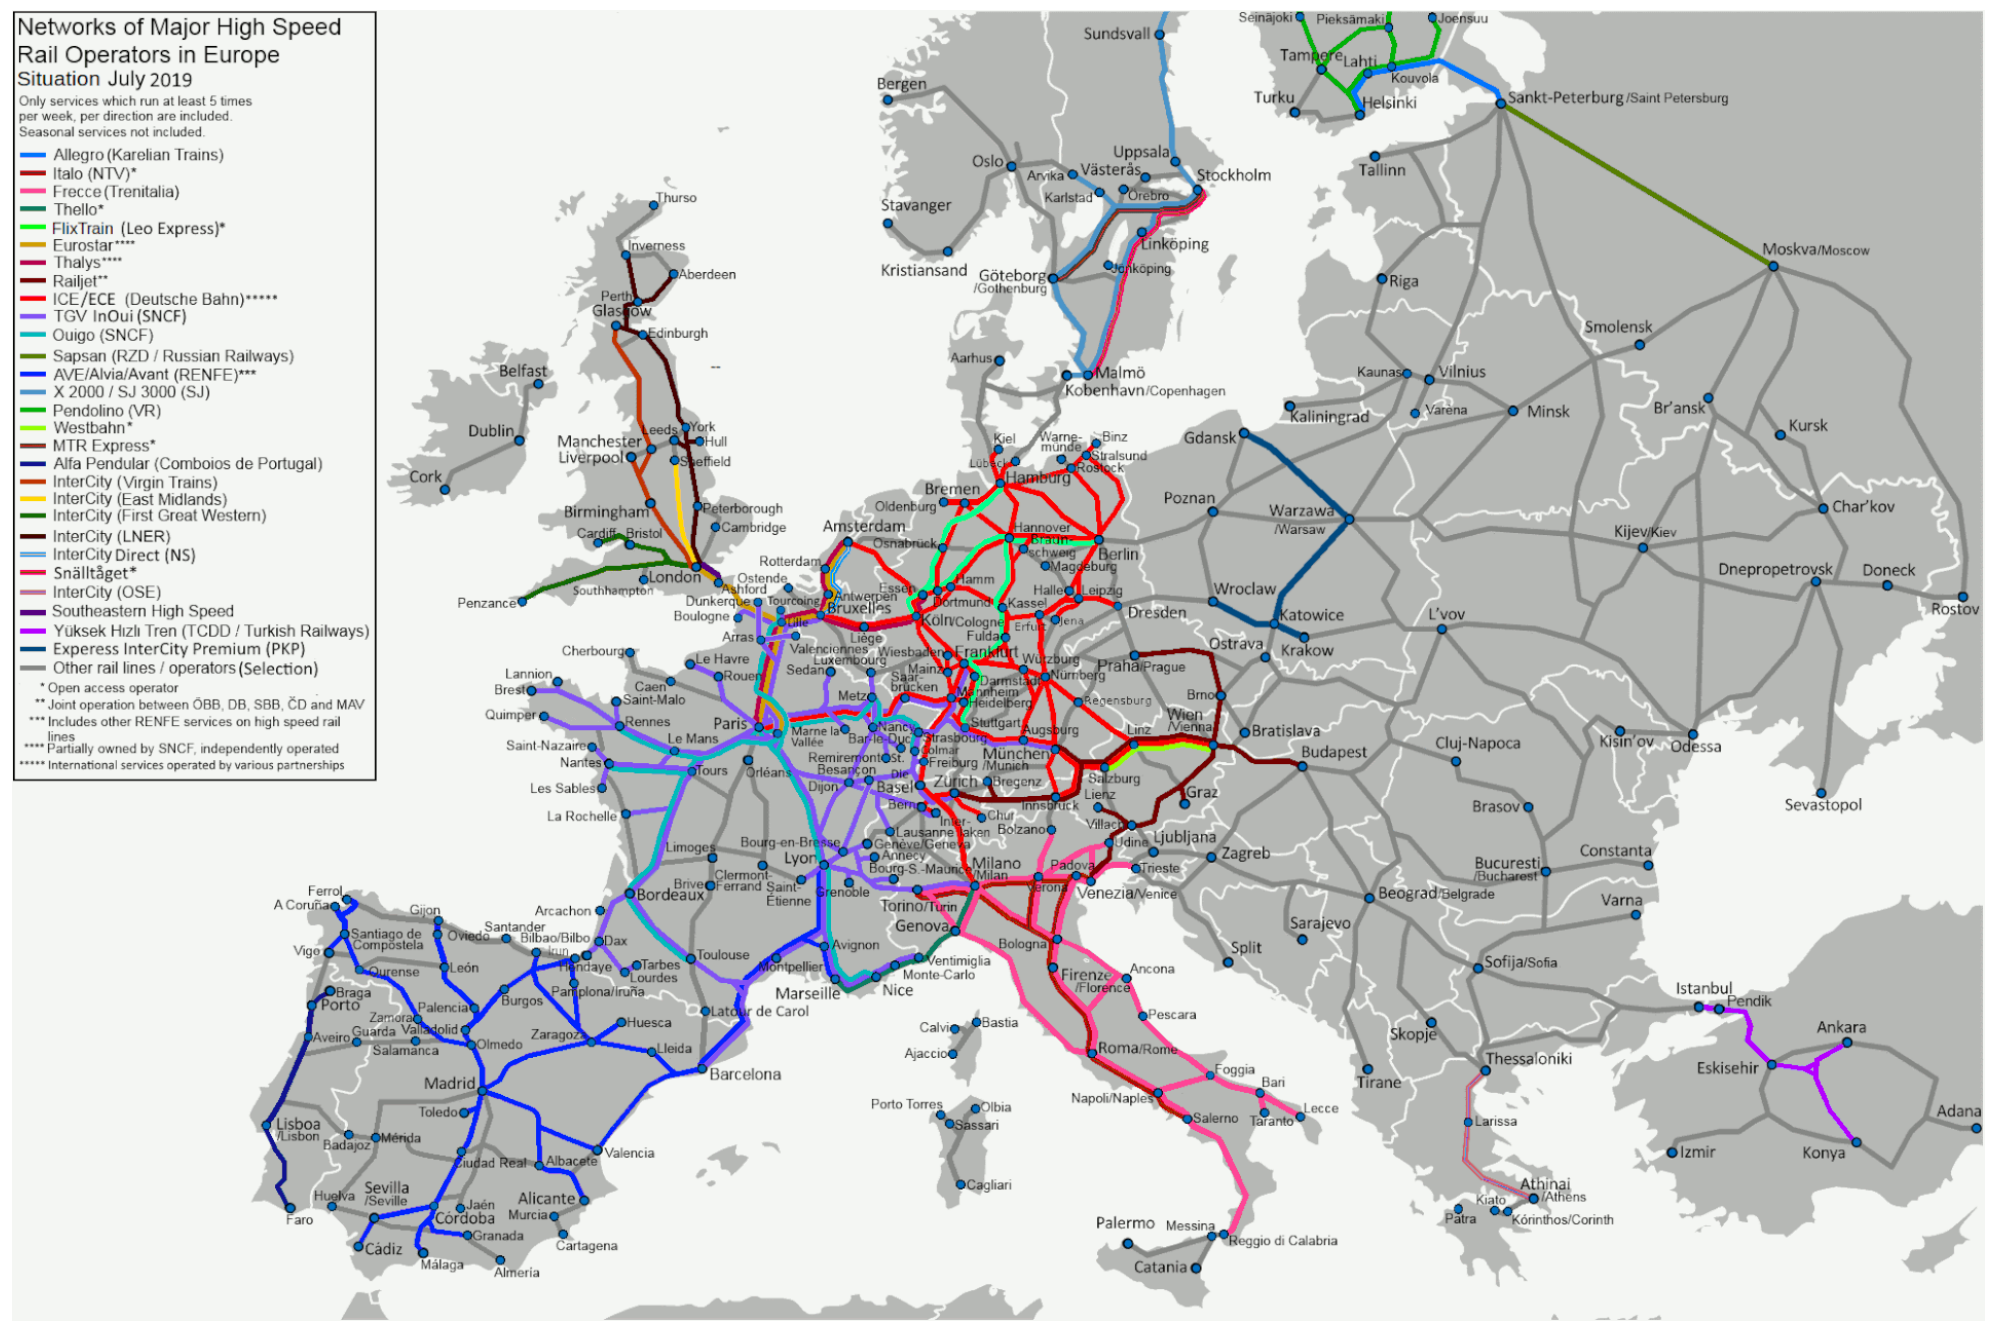 Networks of Major High Speed
Rail Operators in Europe
Situation July 2019
Only services which run at least 5 times
per week, per direction are included.
Seasonal services not included.
Allegro (Karelian Trains)
Italo (NTV)*
Frecce (Trenitalia)
Thello*
FlixTrain (Leo Express)*
Eurostar****
Thalys****
Railjet**
ICE/ECE (Deutsche Bahn)*****
TGV InOui (SNCF)
Ouigo (SNCF)
Sapsan (RZD / Russian Railways)
AVE/Alvia/Avant (RENFE)***
X 2000 / SJ 3000 (SJ)
Pendolino (VR)
Westbahn*
MTR Express*
Alfa Pendular (Comboios de Portugal)
InterCity (Virgin Trains)
InterCity (East Midlands)
InterCity (First Great Western)
InterCity (LNER)
InterCity Direct (NS)
Snälltåget*
InterCity (OSE)
Southeastern High Speed
Yüksek Hızlı Tren (TCDD / Turkish Railways)
Experess InterCity Premium (PKP)
Other rail lines / operators (Selection)
* Open access operator
** Joint operation between ÖBB, DB, SBB, ČD and MAV
*** Includes other RENFE services on high speed rail
lines
**** Partially owned by SNCF, independently operated
***** International services operated by various partnerships
Sundsvall
Seinäjoki
Pieksämaki
Joensuu
Tampere
Lahti
Kouvola
Turku
Helsinki
Sankt-Peterburg /Saint Petersburg
Tallinn
Bergen
Oslo
Arvika
Västerås
Uppsala
Stockholm
Karlstad
Örebro
Stavanger
Kristiansand
Linköping
Jönköping
Göteborg
/Gothenburg
Moskva/Moscow
Riga
Smolensk
Thurso
Inverness
Aberdeen
Perth
Glasgow
Edinburgh
Aarhus
Malmö
Kobenhavn/Copenhagen
Kaunas
Vilnius
Varena
Kaliningrad
Minsk
Br'ansk
Kursk
Belfast
Dublin
Cork
Leeds
York
Hull
Manchester
Liverpool
Sheffield
Birmingham
Peterborough
Cambridge
Cardiff
Bristol
London
Southhampton
Ashford
Penzance
Kiel
Lübeck
Warne-
münde
Binz
Stralsund
Rostock
Hamburg
Bremen
Oldenburg
Gdansk
Poznan
Warzawa
/Warsaw
Char'kov
Kijev/Kiev
Dnepropetrovsk
Doneck
Rostov
Amsterdam
Osnabrück
Hannover
Braun-
schweig
Berlin
Magdeburg
Rotterdam
Ostende
Antwerpen
Essen
Hamm
Dortmund
Kassel
Halle
Leipzig
Dresden
Wroclaw
Katowice
Krakow
Ostrava
L'vov
Dunkerque
Tourcoing
Boulogne
Lille
Bruxelles
Liège
Köln/Cologne
Erfurt
Jena
Fulda
Arras
Valenciennes
Luxembourg
Wiesbaden
Frankfurt
Mainz
Würzburg
Praha/Prague
Cherbourg
Le Havre
Rouen
Caen
Sedan
Saar-
brücken
Darmstadt
Nürnberg
Lannion
Brest
Saint-Malo
Quimper
Rennes
Metz
Mannheim
Heidelberg
Regensburg
Brno
Paris
Marne la
Vallée
Nancy
Bar-le-Duc
Strasbourg
Stuttgart
Augsburg
Linz
Wien
/Vienna
Bratislava
Budapest
Saint-Nazaire
Nantes
Le Mans
Tours
Orléans
Remiremont
St.
Die
Besançon
Colmar
Freiburg
München
/Munich
Salzburg
Les Sables
La Rochelle
Dijon
Basel
Zürich
Bregenz
Innsbruck
Lienz
Graz
Bern
Inter-
laken
Chur
Bolzano
Villach
Udine
Ljubljana
Zagreb
Cluj-Napoca
Brasov
Kisin'ov
Odessa
Sevastopol
Bucuresti
/Bucharest
Constanta
Varna
Limoges
Bourg-en-Bresse
Lausanne
Genève/Geneva
Annecy
Bourg-S.-Maurice
Lyon
Brive
Clermont-
Ferrand
Saint-
Étienne
Grenoble
Milano
/Milan
Verona
Padova
Trieste
Venezia/Venice
Torino/Turin
Genova
Bologna
Beograd/Belgrade
Sarajevo
Split
Sofija/Sofia
Bordeaux
Arcachon
Ferrol
A Coruña
Gijon
Santander
Bilbao/Bilbo
Dax
Irun
Hendaye
Tarbes
Lourdes
Toulouse
Avignon
Montpellier
Marseille
Nice
Ventimiglia
Monte-Carlo
Firenze
/Florence
Ancona
Pescara
Santiago de
Compostela
Oviedo
Vigo
Ourense
León
Burgos
Pamplona/Iruña
Latour de Carol
Braga
Porto
Palencia
Zamora
Valladolid
Zaragoza
Huesca
Aveiro
Guarda
Salamanca
Olmedo
Lleida
Barcelona
Calvi
Bastia
Ajaccio
Roma/Rome
Foggia
Bari
Istanbul
Pendik
Ankara
Skopje
Tirane
Thessaloniki
Eskisehir
Madrid
Toledo
Lisboa
/Lisbon
Badajoz
Mérida
Ciudad Real
Albacete
Valencia
Porto Torres
Olbia
Sassari
Cagliari
Napoli/Naples
Salerno
Taranto
Lecce
Larissa
Izmir
Konya
Adana
Faro
Huelva
Sevilla
/Seville
Jaén
Córdoba
Granada
Cádiz
Málaga
Almería
Alicante
Murcia
Cartagena
Palermo
Messina
Reggio di Calabria
Catania
Athinai
/Athens
Kiato
Patra
Kórinthos/Corinth